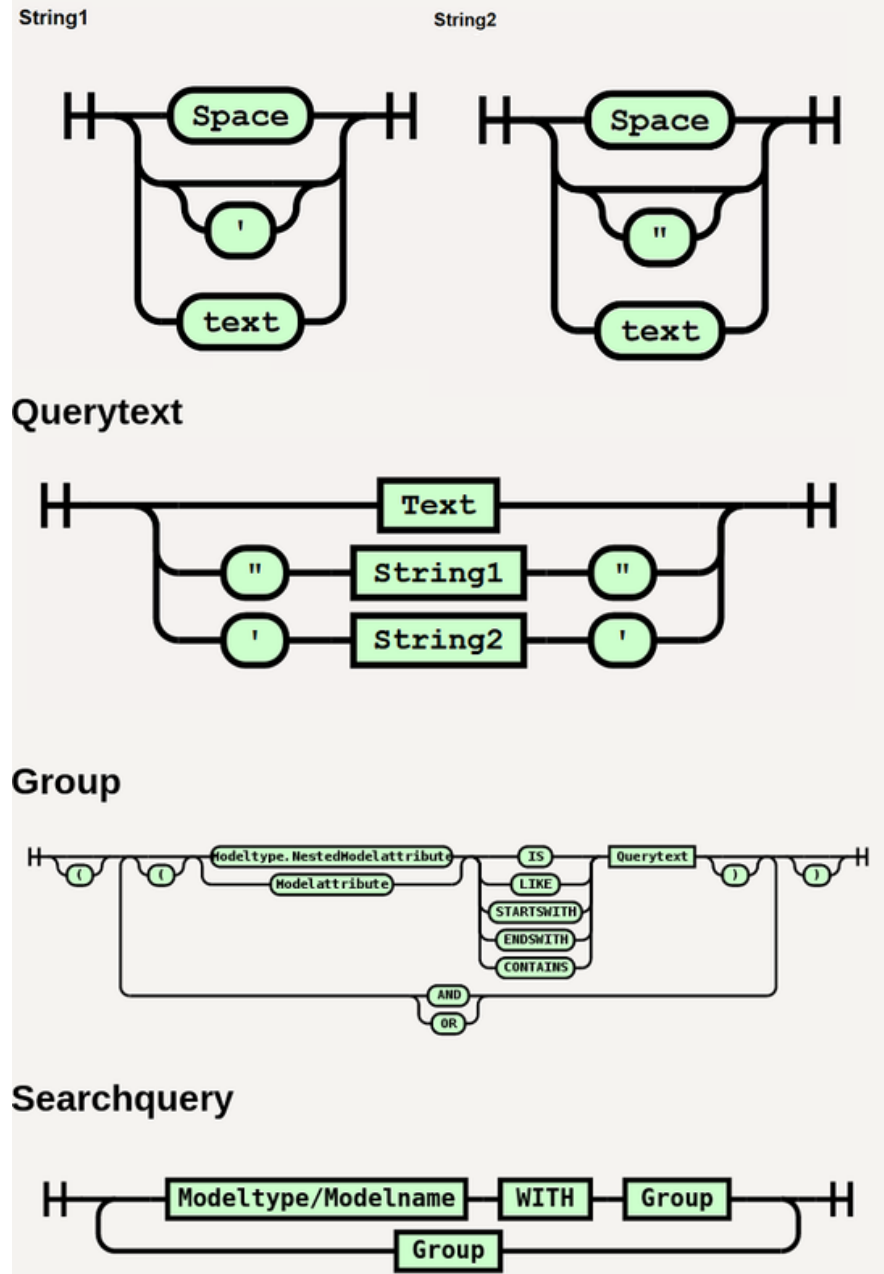 String1
String2
Space
'
text
Space
"
text
Querytext
Text
" String1 "
' String2 '
Group
Modeltype.NestedModelattribute IS Querytext
( ( ) )
Modelattribute LIKE
STARTSWITH
ENDSWITH
CONTAINS
AND
OR
Searchquery
Modeltype/Modelname WITH Group
Group